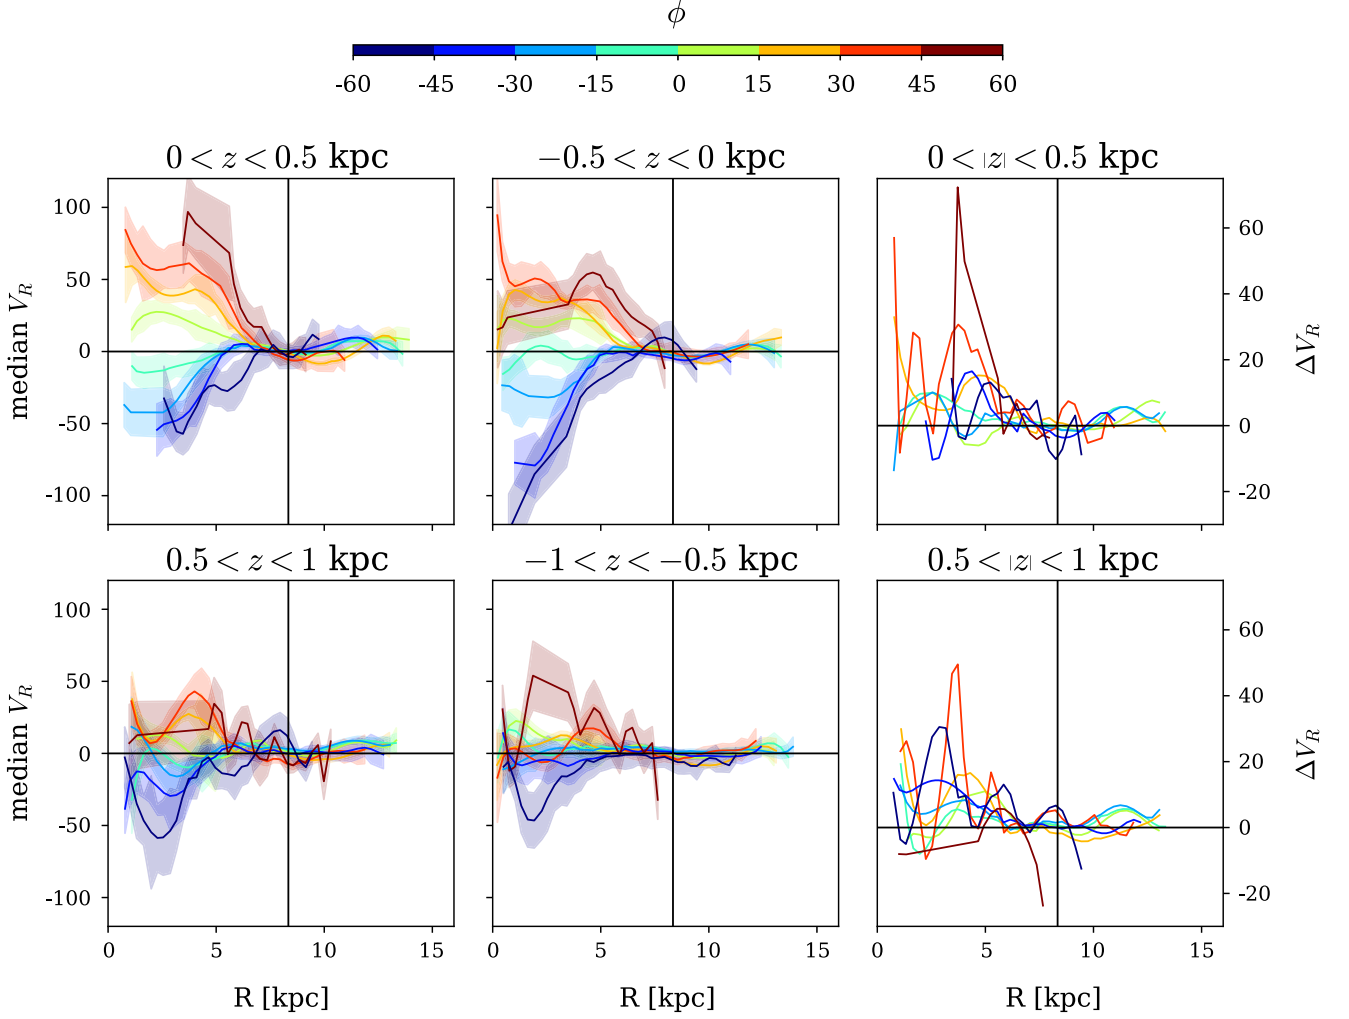 ϕ
-60 -45 -30 -15 0 15 30 45 60
0 < z < 0.5 kpc
−0.5 < z < 0 kpc
0 < |z| < 0.5 kpc
median V_R
100
50
0
-50
-100
60
40
20
0
-20
ΔV_R
0.5 < z < 1 kpc
−1 < z < −0.5 kpc
0.5 < |z| < 1 kpc
median V_R
100
50
0
-50
-100
60
40
20
0
-20
ΔV_R
0 5 10 15
0 5 10 15
0 5 10 15
R [kpc]
R [kpc]
R [kpc]